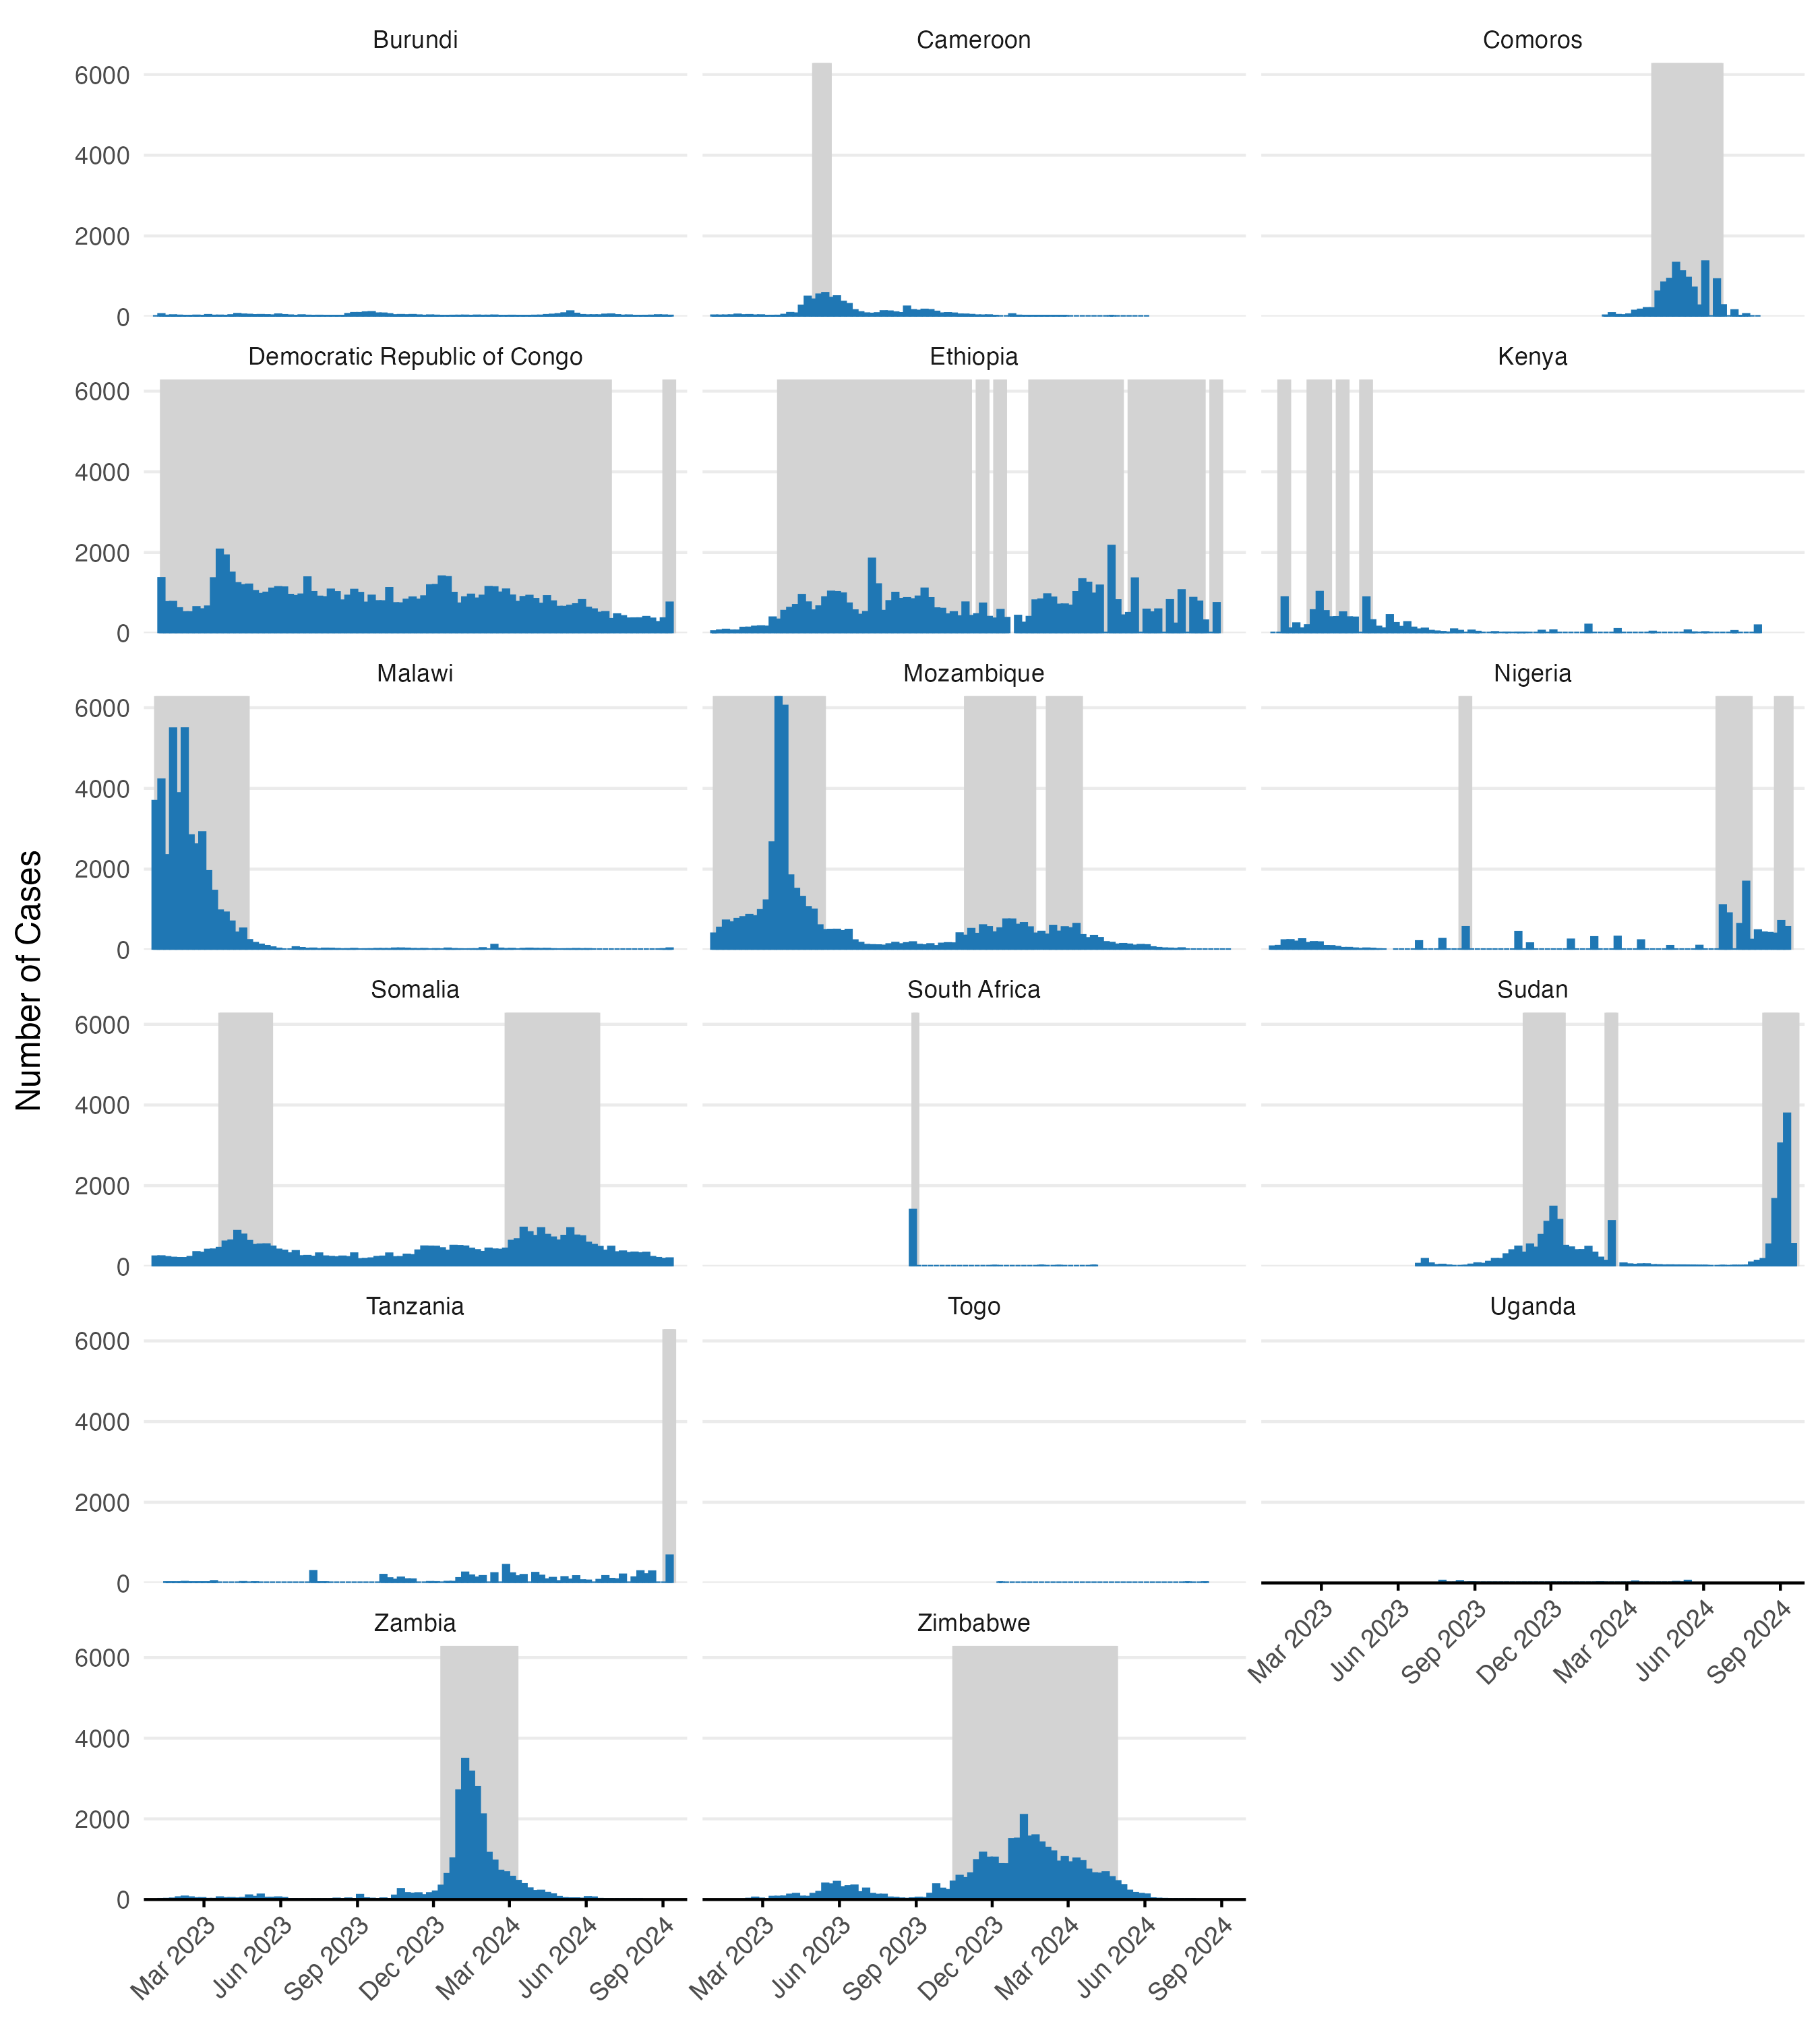 Burundi
Cameroon
Comoros
6000
4000
2000
0
Democratic Republic of Congo
Ethiopia
Kenya
6000
4000
2000
0
Malawi
Mozambique
Nigeria
6000
4000
2000
0
Number of Cases
Somalia
South Africa
Sudan
6000
4000
2000
0
Tanzania
Togo
Uganda
6000
4000
2000
0
Mar 2023
Jun 2023
Sep 2023
Dec 2023
Mar 2024
Jun 2024
Sep 2024
Zambia
Zimbabwe
6000
4000
2000
0
Mar 2023
Jun 2023
Sep 2023
Dec 2023
Mar 2024
Jun 2024
Sep 2024
Mar 2023
Jun 2023
Sep 2023
Dec 2023
Mar 2024
Jun 2024
Sep 2024